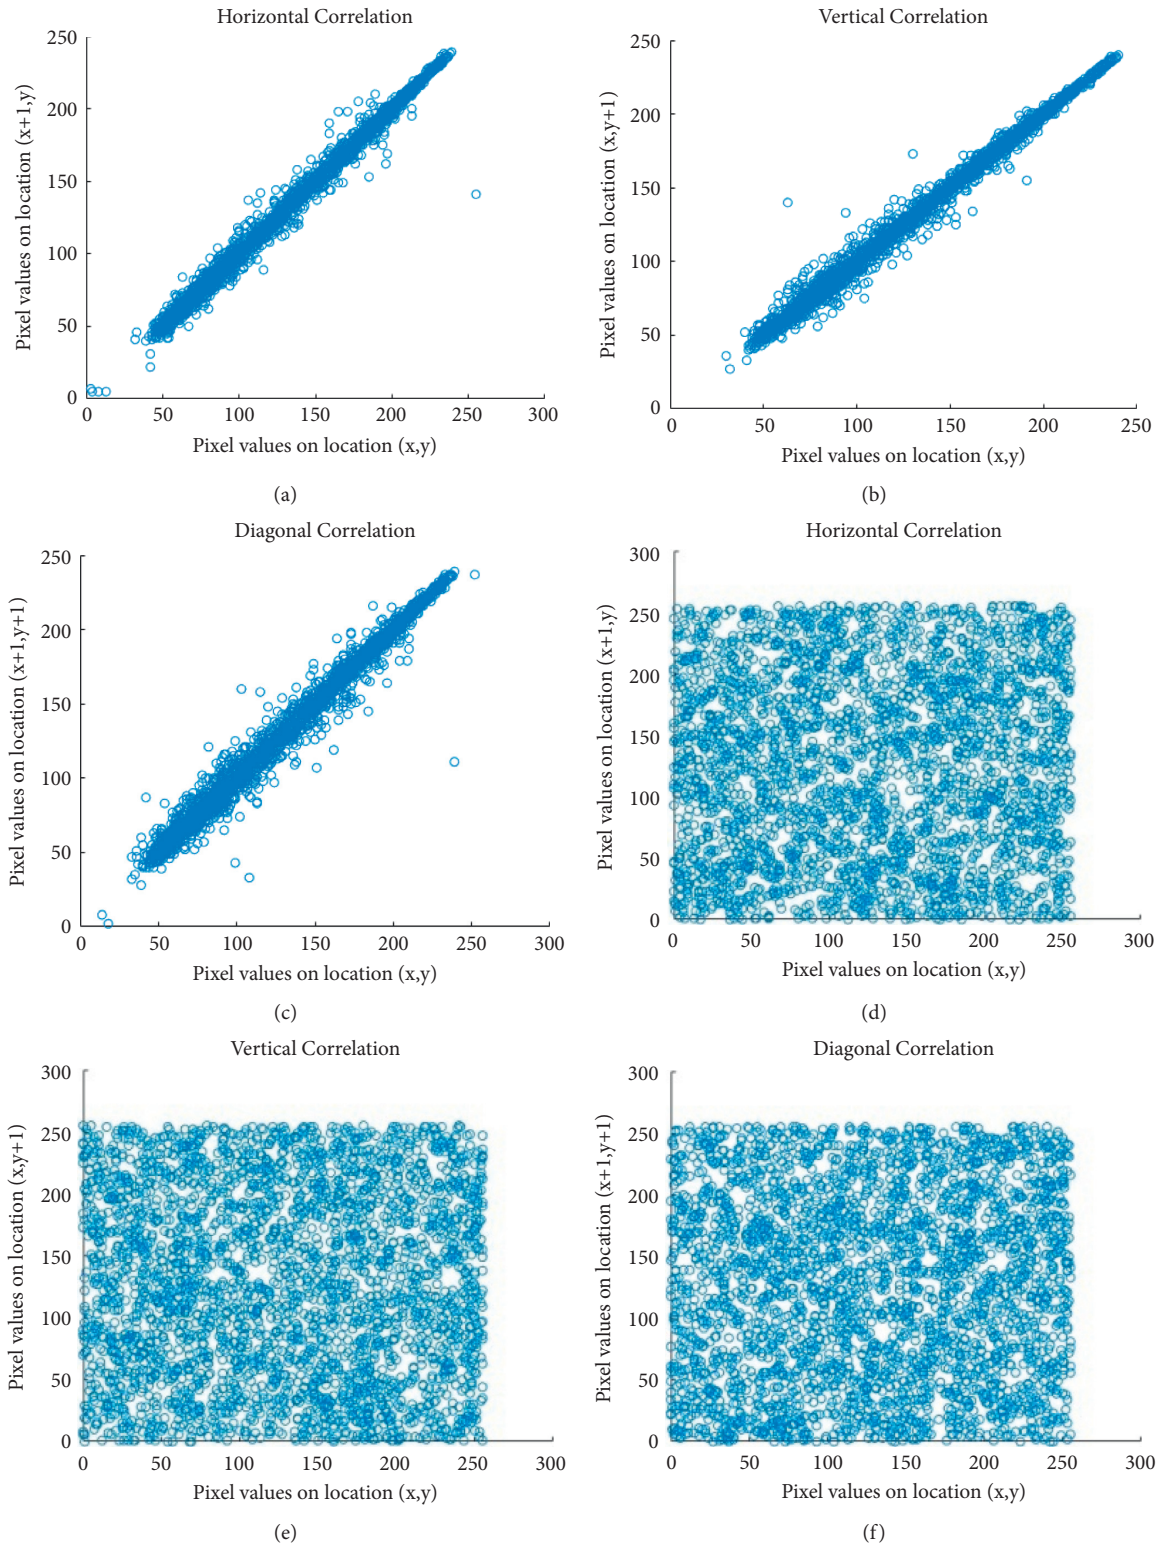 Horizontal Correlation
Pixel values on location (x+1,y)
250
200
150
100
50
0
0 50 100 150 200 250 300
Pixel values on location (x,y)
(a)
Vertical Correlation
Pixel values on location (x,y+1)
250
200
150
100
50
0
0 50 100 150 200 250
Pixel values on location (x,y)
(b)
Diagonal Correlation
Pixel values on location (x+1,y+1)
250
200
150
100
50
0
0 50 100 150 200 250 300
Pixel values on location (x,y)
(c)
Horizontal Correlation
Pixel values on location (x+1,y)
300
250
200
150
100
50
0
0 50 100 150 200 250 300
Pixel values on location (x,y)
(d)
Vertical Correlation
Pixel values on location (x,y+1)
300
250
200
150
100
50
0
0 50 100 150 200 250 300
Pixel values on location (x,y)
(e)
Diagonal Correlation
Pixel values on location (x+1,y+1)
300
250
200
150
100
50
0
0 50 100 150 200 250 300
Pixel values on location (x,y)
(f)